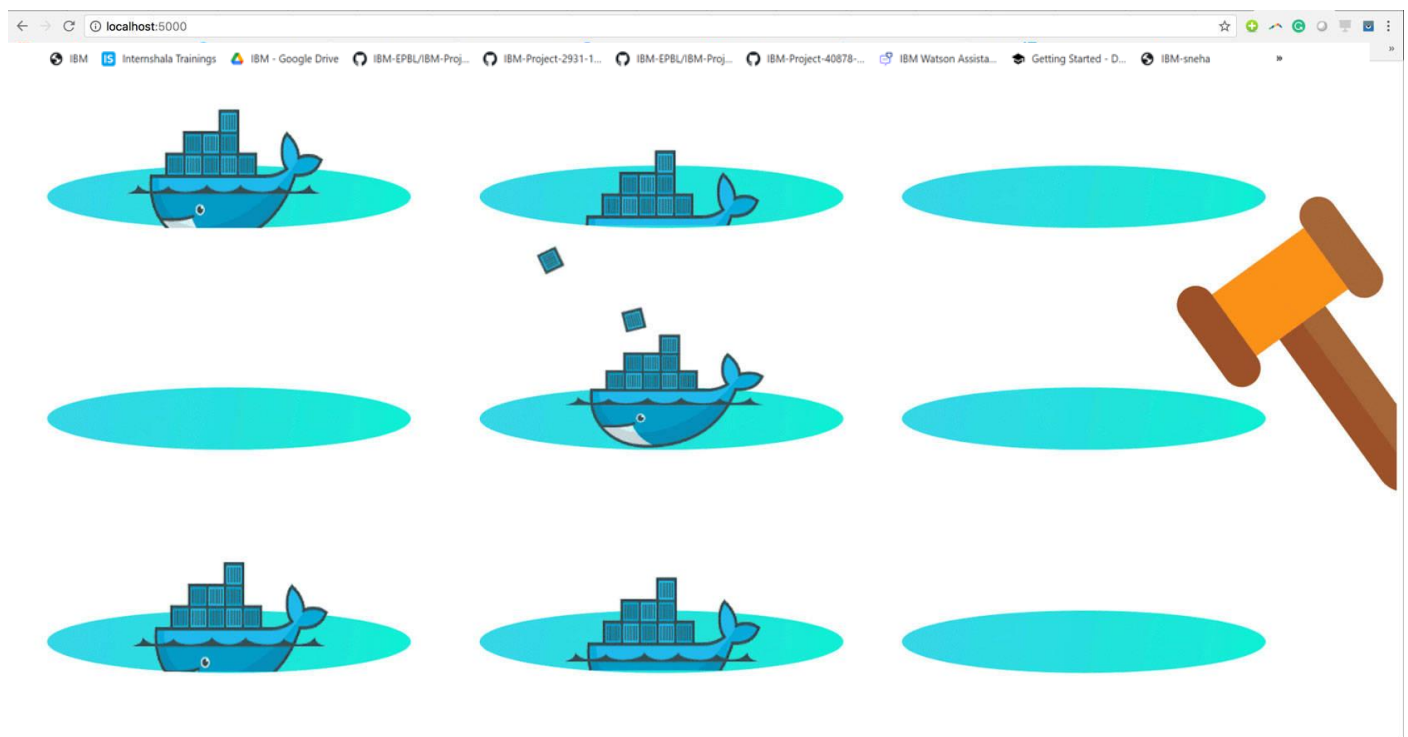 localhost:5000
IBM IS Internshala Trainings IBM - Google Drive IBM-EPBL/IBM-Proj... IBM-Project-2931-1... IBM-EPBL/IBM-Proj... IBM-Project-40878-... IBM Watson Assista... Getting Started - D... IBM-sneha » »